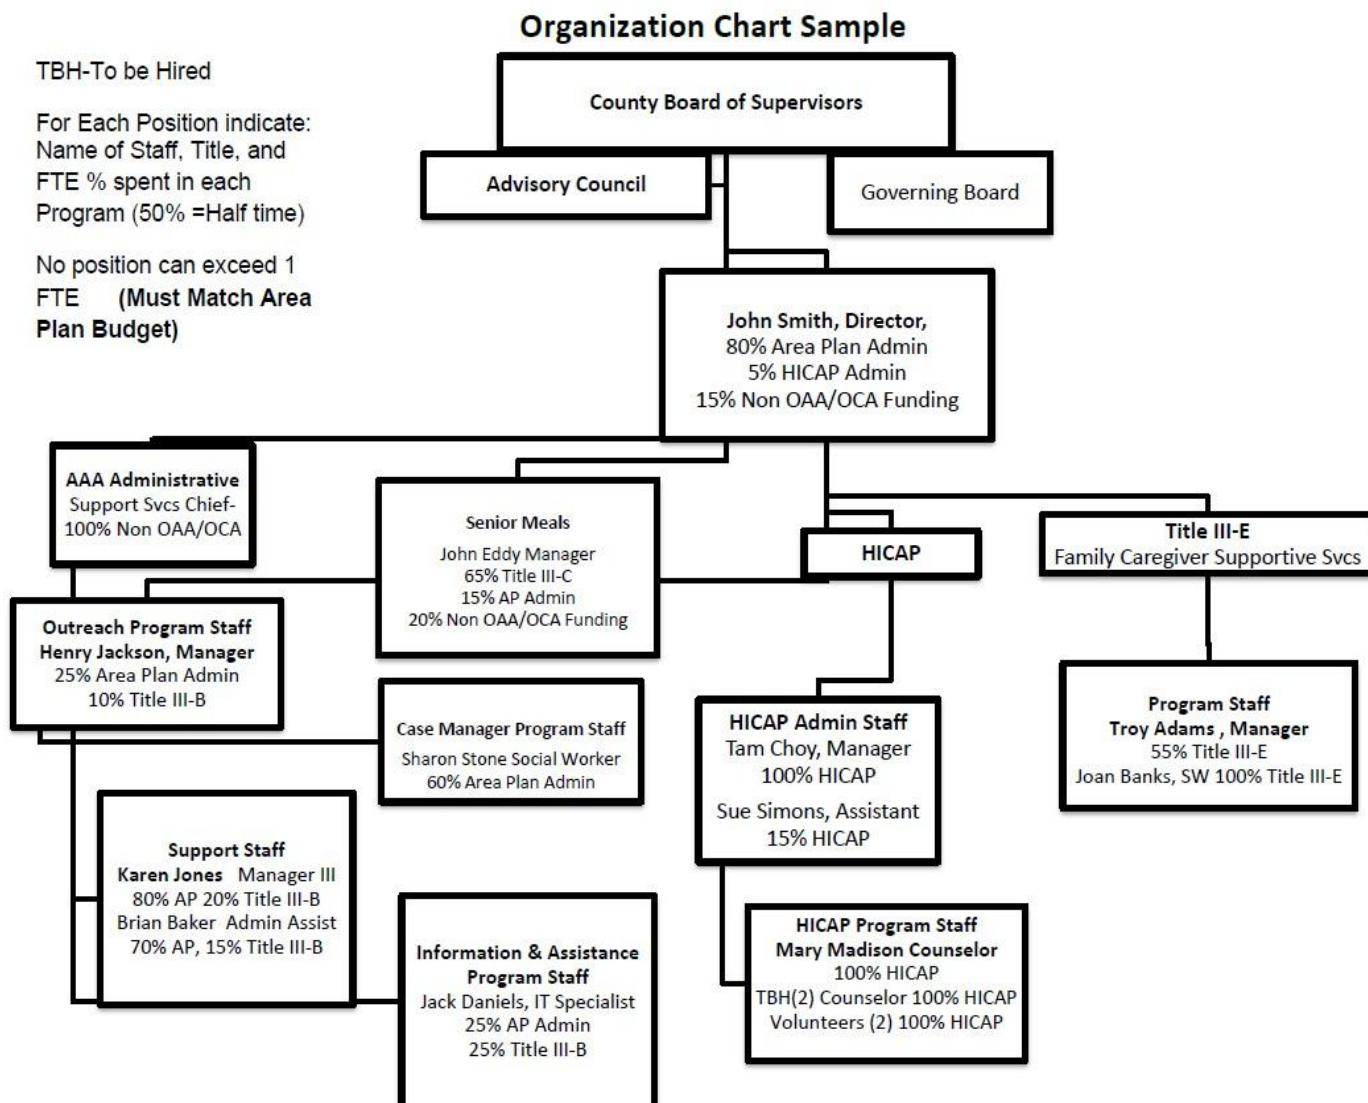 Organization Chart Sample
TBH-To be Hired
For Each Position indicate:
Name of Staff, Title, and
FTE % spent in each
Program (50% =Half time)
No position can exceed 1
FTE (Must Match Area
Plan Budget)
County Board of Supervisors
Advisory Council
Governing Board
John Smith, Director,
80% Area Plan Admin
5% HICAP Admin
15% Non OAA/OCA Funding
AAA Administrative
Support Svcs Chief-
100% Non OAA/OCA
Senior Meals
John Eddy Manager
65% Title III-C
15% AP Admin
20% Non OAA/OCA Funding
HICAP
Title III-E
Family Caregiver Supportive Svcs
Outreach Program Staff
Henry Jackson, Manager
25% Area Plan Admin
10% Title III-B
Case Manager Program Staff
Sharon Stone Social Worker
60% Area Plan Admin
HICAP Admin Staff
Tam Choy, Manager
100% HICAP
Sue Simons, Assistant
15% HICAP
Program Staff
Troy Adams , Manager
55% Title III-E
Joan Banks, SW 100% Title III-E
Support Staff
Karen Jones Manager III
80% AP 20% Title III-B
Brian Baker Admin Assist
70% AP, 15% Title III-B
Information & Assistance
Program Staff
Jack Daniels, IT Specialist
25% AP Admin
25% Title III-B
HICAP Program Staff
Mary Madison Counselor
100% HICAP
TBH(2) Counselor 100% HICAP
Volunteers (2) 100% HICAP